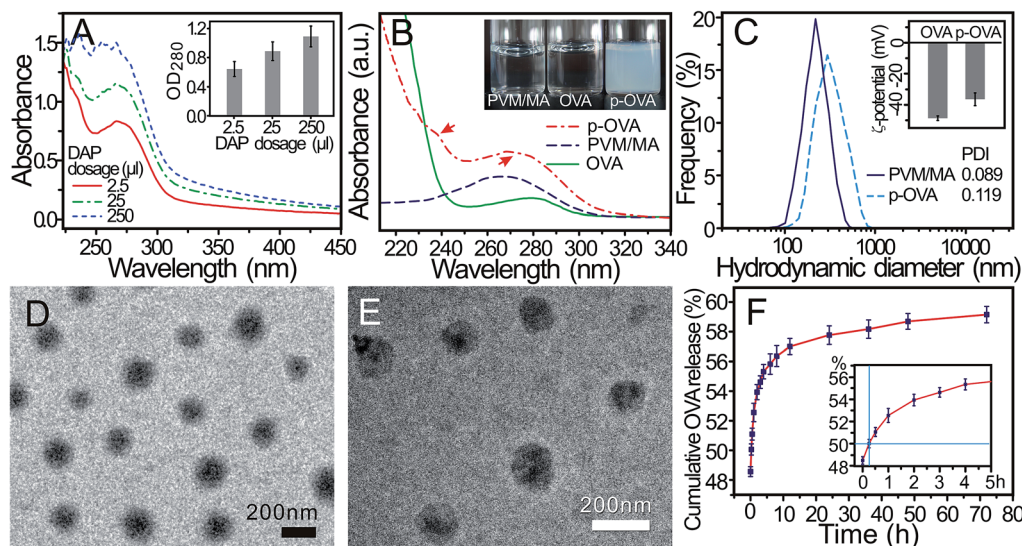 A
Absorbance
1.5
1.0
0.5
0.0
250
300
350
400
450
Wavelength (nm)
DAP
dosage (µl)
2.5
25
250
OD280
1.5
1.0
0.5
0.0
2.5 25 250
DAP dosage (µl)
B
Absorbance (a.u.)
PVM/MA OVA p-OVA
p-OVA
PVM/MA
OVA
220 240 260 280 300 320 340
Wavelength (nm)
C
Frequency (%)
20
15
10
5
0
100 1000 10000
Hydrodynamic diameter (nm)
OVA p-OVA
0
-20
-40
ζ-potential (mV)
PDI
PVM/MA 0.089
p-OVA 0.119
D
200nm
E
200nm
F
Cumulative OVA release (%)
60
58
56
54
52
50
48
0 10 20 30 40 50 60 70 80
Time (h)
%
56
54
52
50
48
0 1 2 3 4 5h